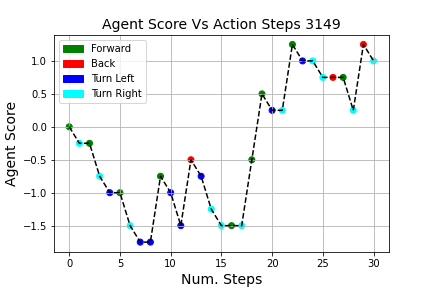 Agent Score Vs Action Steps 3149
Forward
Back
Turn Left
Turn Right
1.0
0.5
0.0
−0.5
−1.0
−1.5
Agent Score
0 5 10 15 20 25 30
Num. Steps